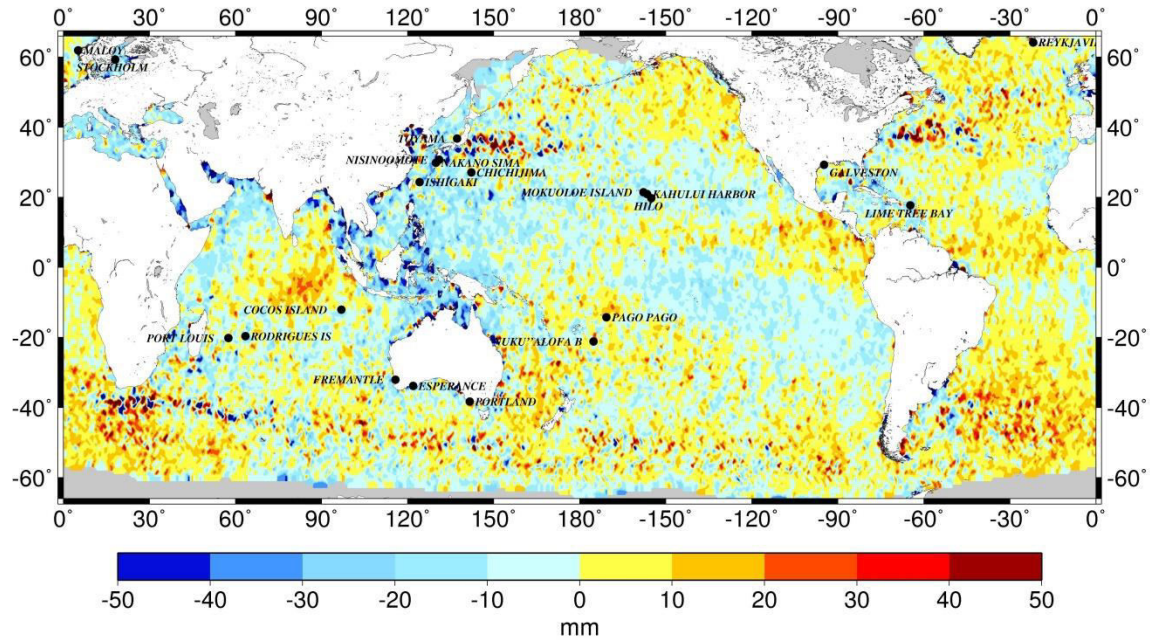 0° 30° 60° 90° 120° 150° 180° -150° -120° -90° -60° -30° 0°
60° MALOY REYKJAVI 60°
STOCKHOLM
40° 40°
NISINOOMOTE NAKANO SIMA GALVESTON
CHICHIJIMA
ISHIGAKI
MOKUOLOE ISLAND KAHULUI HARBOR
20° HILO LIME TREE BAY 20°
0° 0°
COCOS ISLAND PAGO PAGO
-20° PORT LOUIS RODRIGUES IS UKU''ALOFA B -20°
FREMANTLE ESPERANCE
-40° PORTLAND -40°
-60° -60°
0° 30° 60° 90° 120° 150° 180° -150° -120° -90° -60° -30° 0°
-50 -40 -30 -20 -10 0 10 20 30 40 50
mm